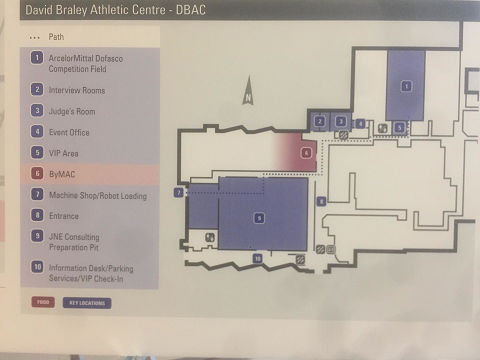 David Braley Athletic Centre - DBAC
Path
1 ArcelorMittal Dofasco
Competition Field
2 Interview Rooms
3 Judge's Room
4 Event Office
5 VIP Area
6 ByMAC
7 Machine Shop/Robot Loading
8 Entrance
9 JNE Consulting
Preparation Pit
10 Information Desk/Parking
Services/VIP Check-In
FOOD KEY LOCATIONS
N
1
2 3 4 5
6
7
8
9
10